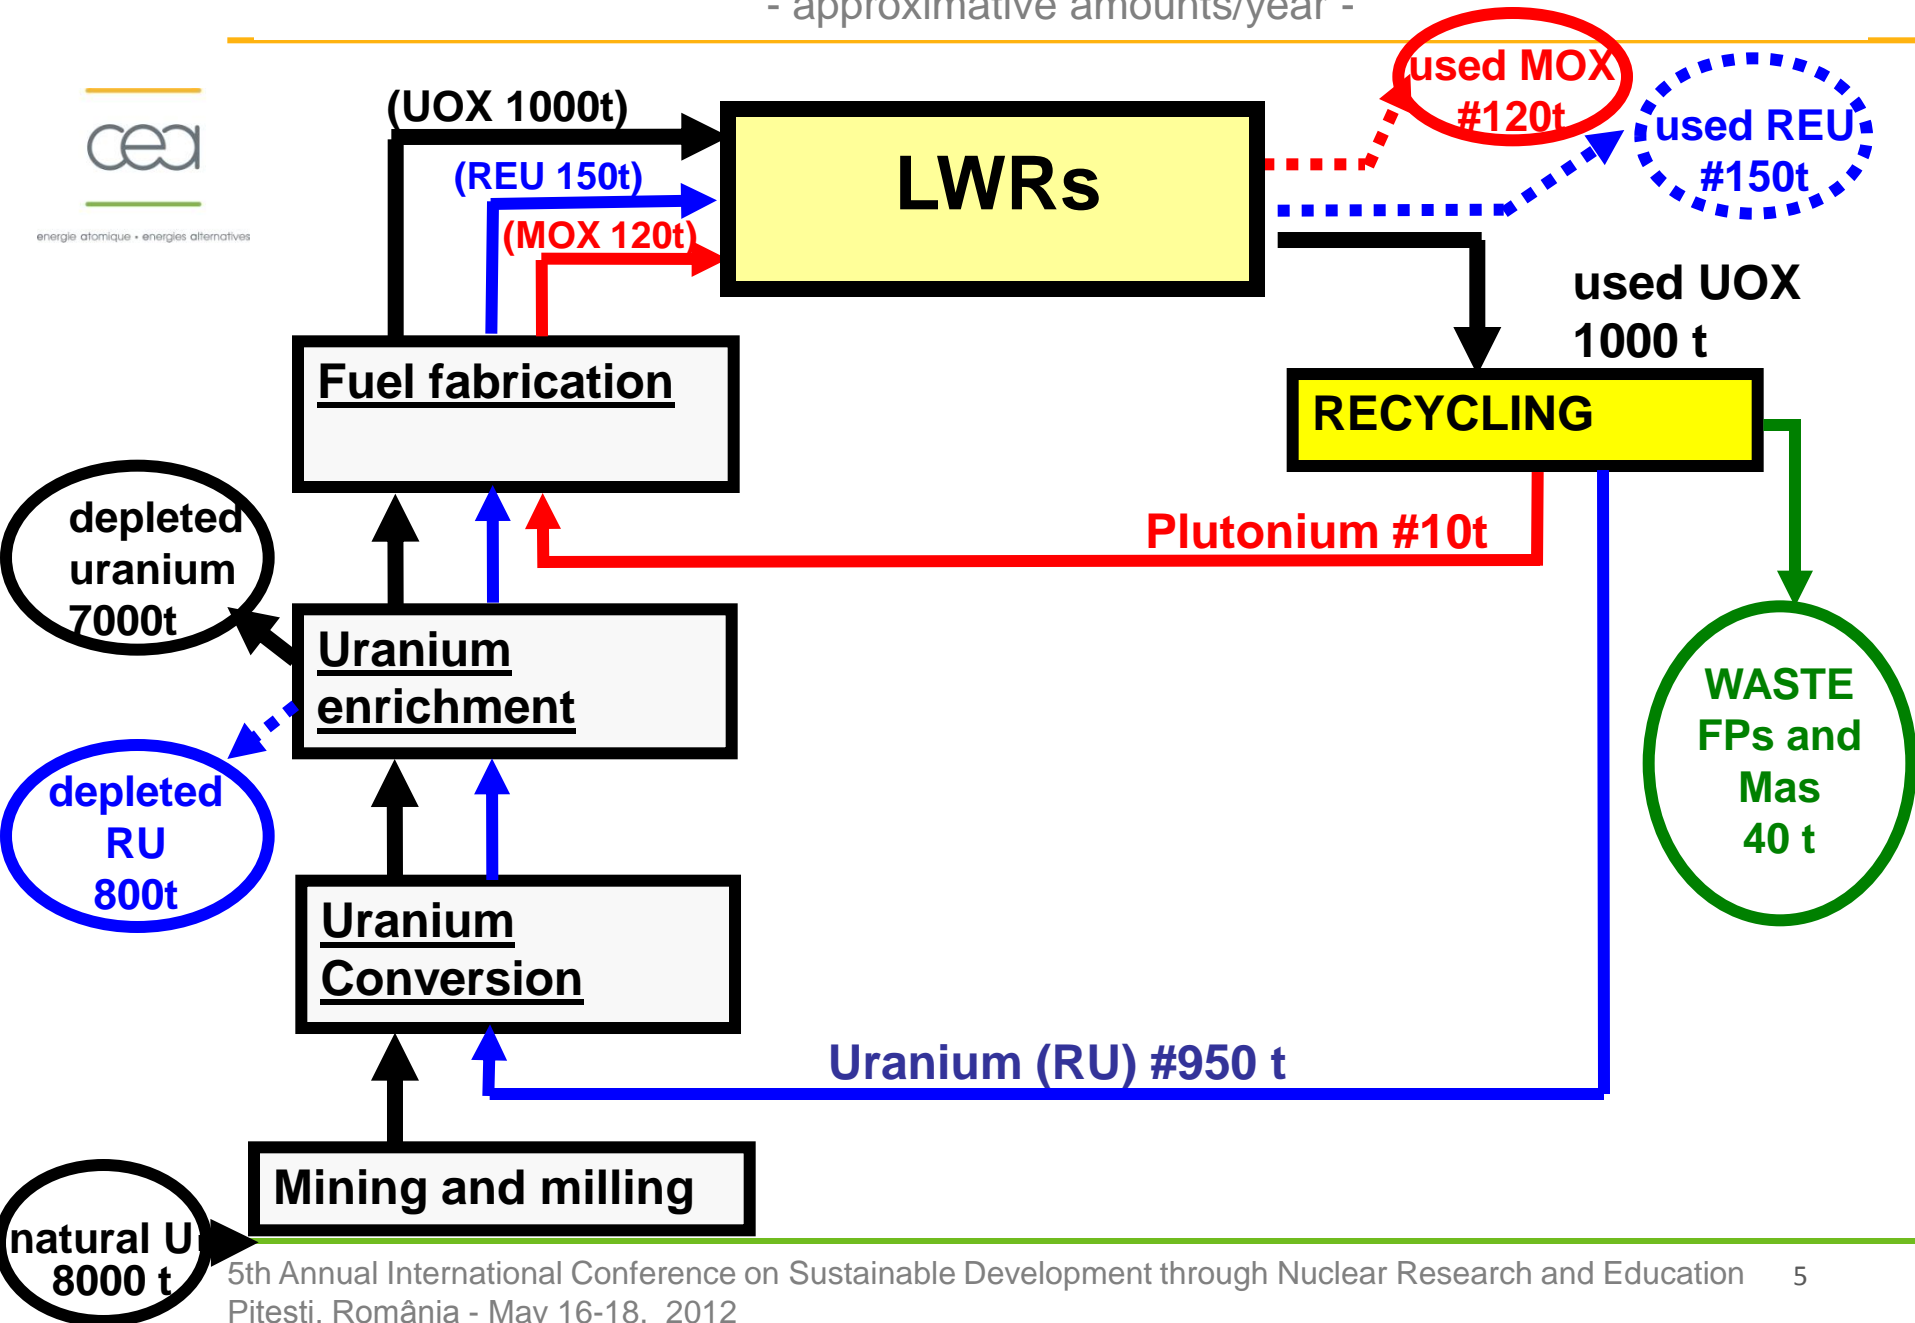 - approximative amounts/year -
cea
energie atomique • energies alternatives
(UOX 1000t)
(REU 150t)
(MOX 120t)
LWRs
used MOX
#120t
used REU
#150t
used UOX
1000 t
Fuel fabrication
RECYCLING
depleted
uranium
7000t
Plutonium #10t
Uranium
enrichment
WASTE
FPs and
Mas
40 t
depleted
RU
800t
Uranium
Conversion
Uranium (RU) #950 t
Mining and milling
natural U
8000 t
5th Annual International Conference on Sustainable Development through Nuclear Research and Education
5
Pitesti, România - May 16-18, 2012